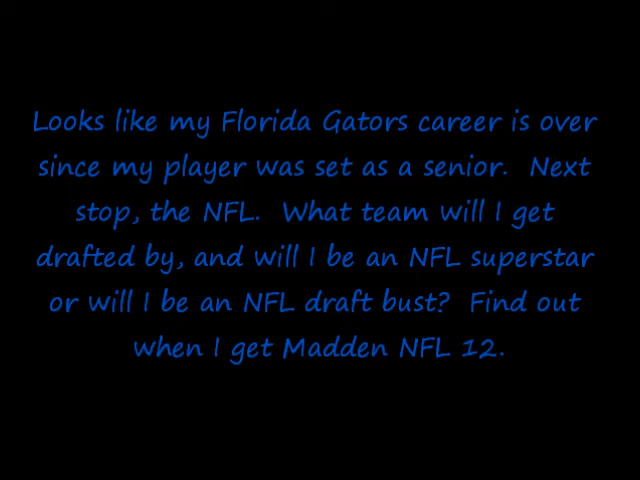 Looks like my Florida Gators career is over
since my player was set as a senior.  Next
stop, the NFL.  What team will I get
drafted by, and will I be an NFL superstar
or will I be an NFL draft bust?  Find out
when I get Madden NFL 12.